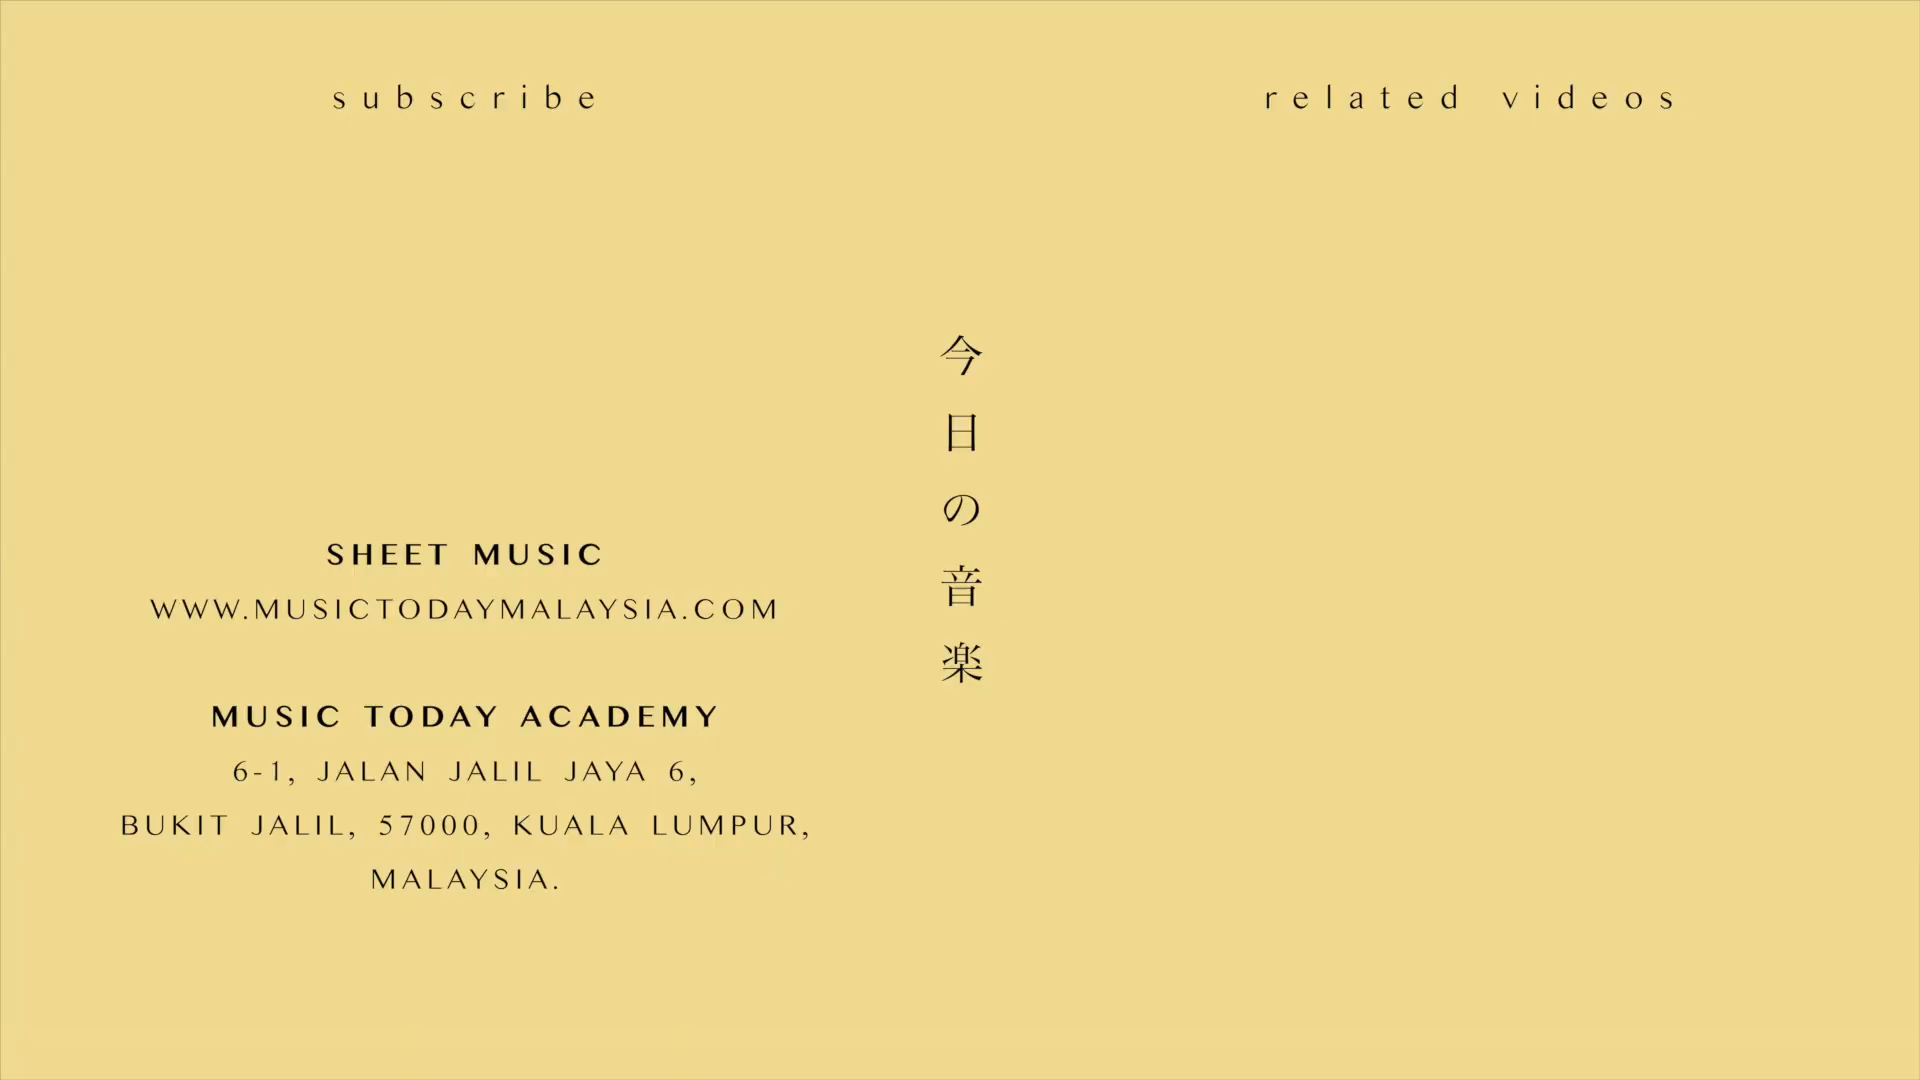 subscribe
related videos
今日の音楽
SHEET MUSIC
WWW.MUSICTODAYMALAYSIA.COM
MUSIC TODAY ACADEMY
6-1, JALAN JALIL JAYA 6,
BUKIT JALIL, 57000, KUALA LUMPUR,
MALAYSIA.